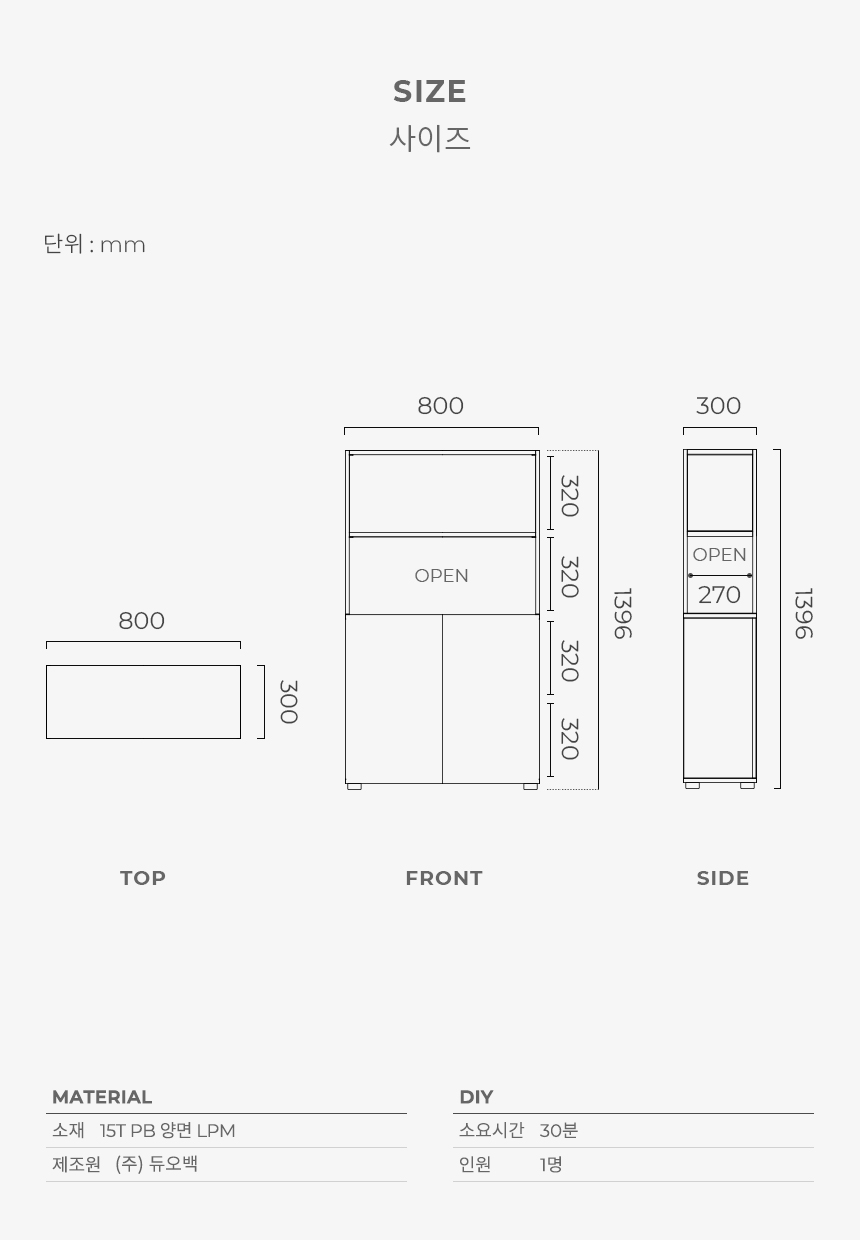 SIZE
사이즈
단위 : mm
800
300
TOP
800
OPEN
320
320
320
320
1396
FRONT
300
OPEN
270
1396
SIDE
MATERIAL
소재 15T PB 양면 LPM
제조원 (주) 듀오백
DIY
소요시간 30분
인원 1명